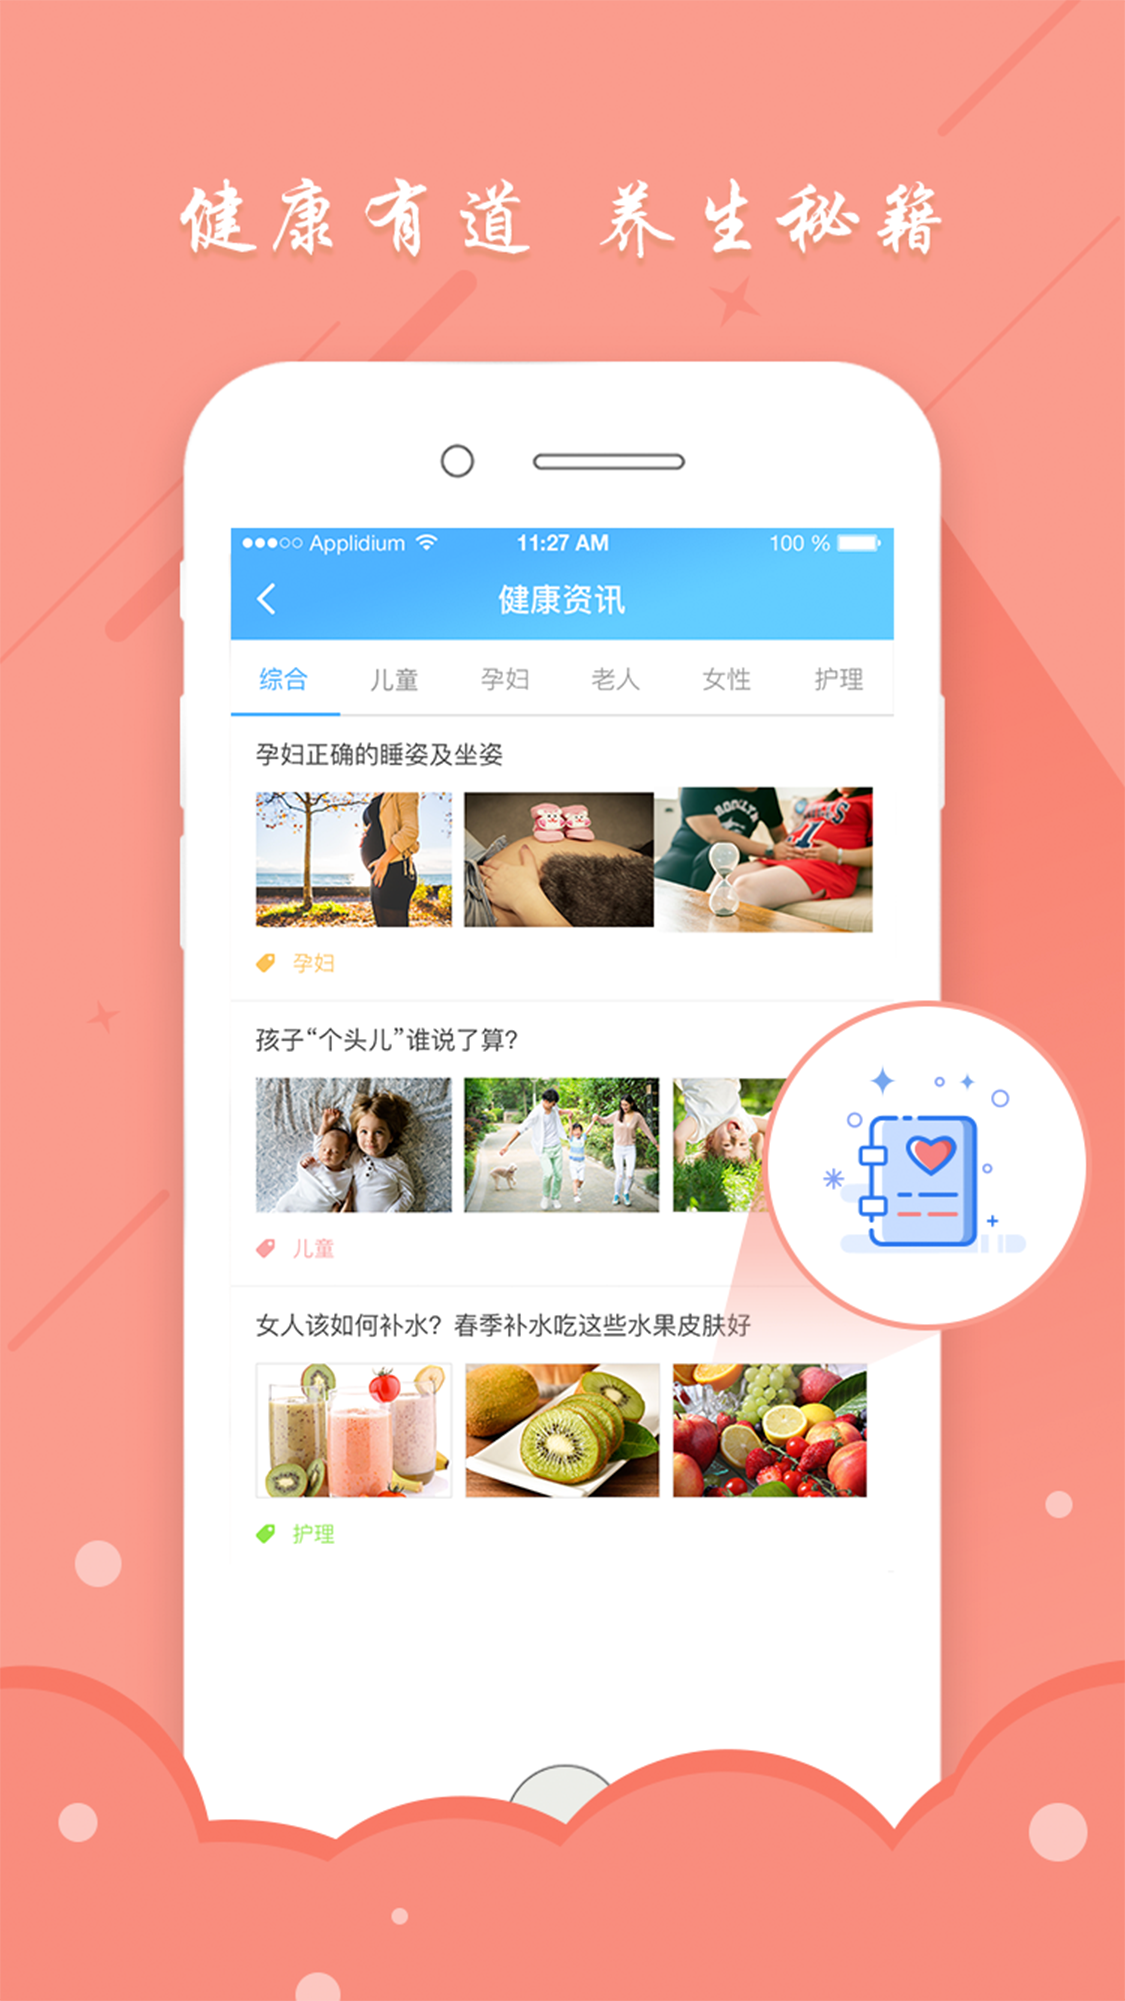 健康有道 养生秘籍
Applidium 11:27 AM 100 %
健康资讯
综合 儿童 孕妇 老人 女性 护理
孕妇正确的睡姿及坐姿
BROOKLYN
1
孕妇
孩子“个头儿”谁说了算?
儿童
女人该如何补水? 春季补水吃这些水果皮肤好
护理